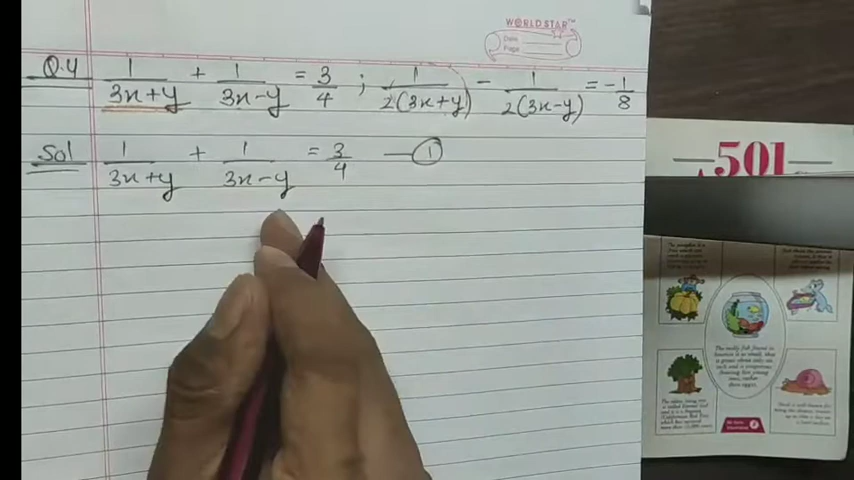 WORLD STAR™
Date
Page
Q.4 1/(3x+y) + 1/(3x-y) = 3/4 ; 1/2(3x+y) - 1/2(3x-y) = -1/8
Sol 1/(3x+y) + 1/(3x-y) = 3/4 — ①
501